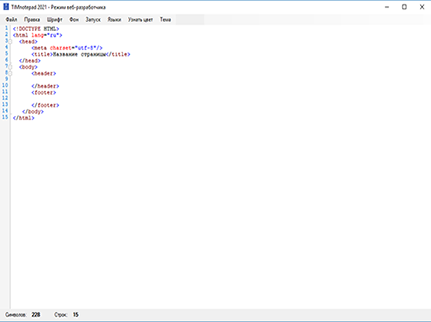 TIMnotepad 2021 - Режим веб-разработчика
Файл Правка Шрифт Фон Запуск Языки Узнать цвет Тема
1 <!DOCTYPE HTML>
2 <html lang="ru">
3 <head>
4 <meta charset="utf-8"/>
5 <title>Название страницы</title>
6 </head>
7 <body>
8 <header>
9
10 </header>
11 <footer>
12
13 </footer>
14 </body>
15 </html>
Символов: 228 Строк: 15